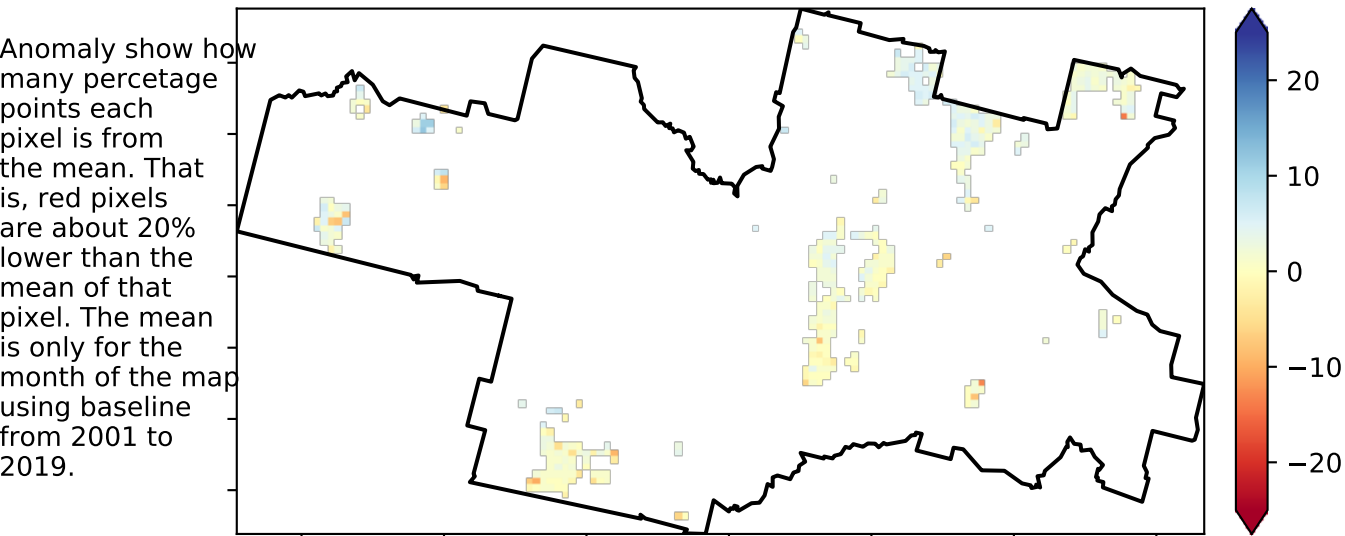 Anomaly show how
many percetage
points each
pixel is from
the mean. That
is, red pixels
are about 20%
lower than the
mean of that
pixel. The mean
is only for the
month of the map
using baseline
from 2001 to
2019.
20
10
0
−10
−20